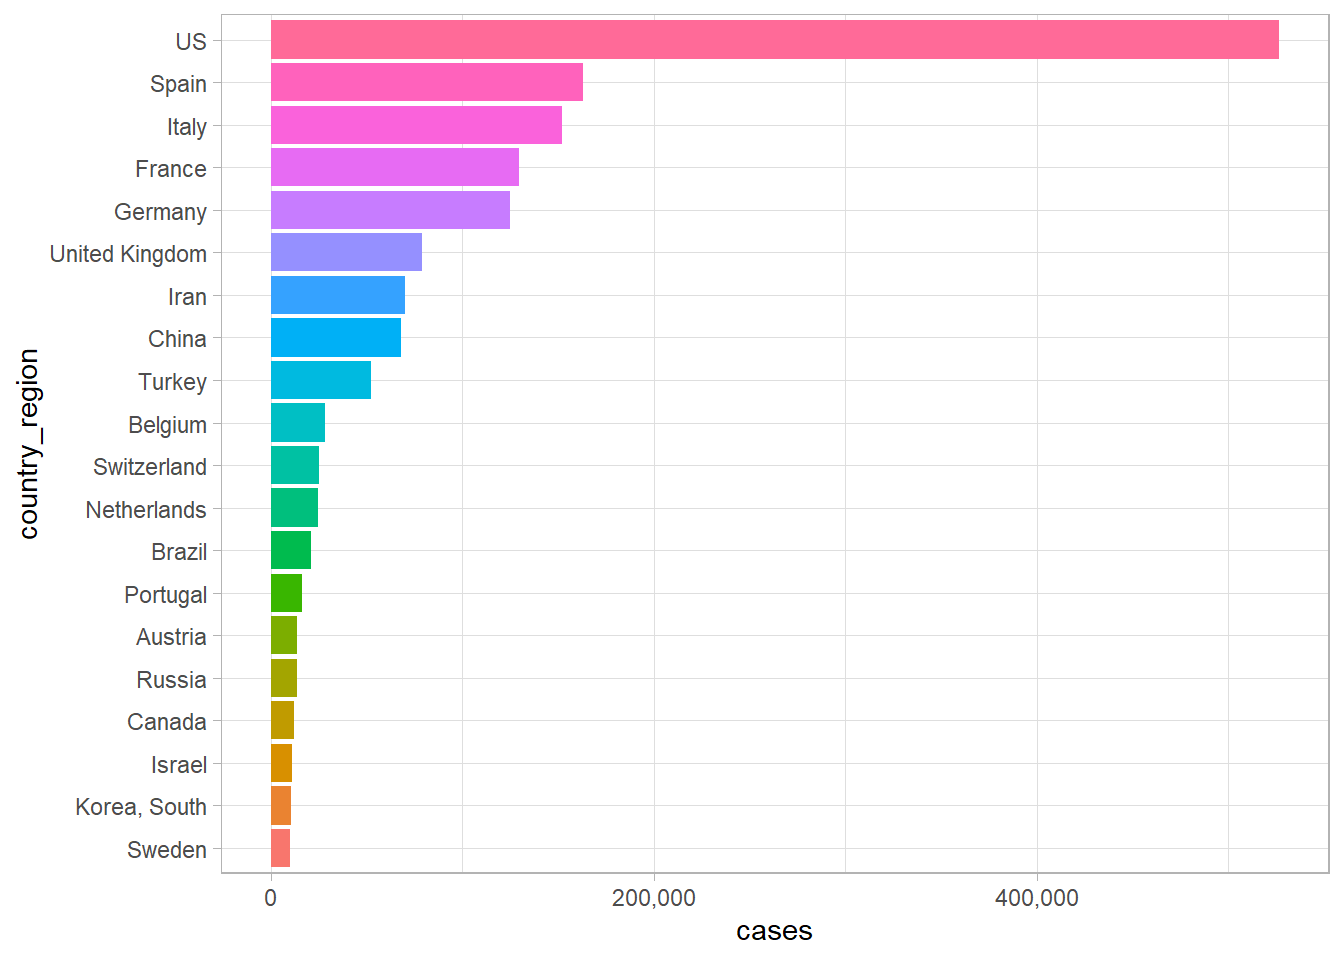 US
Spain
Italy
France
Germany
United Kingdom
Iran
China
Turkey
Belgium
Switzerland
Netherlands
Brazil
Portugal
Austria
Russia
Canada
Israel
Korea, South
Sweden
country_region
0 200,000 400,000
cases